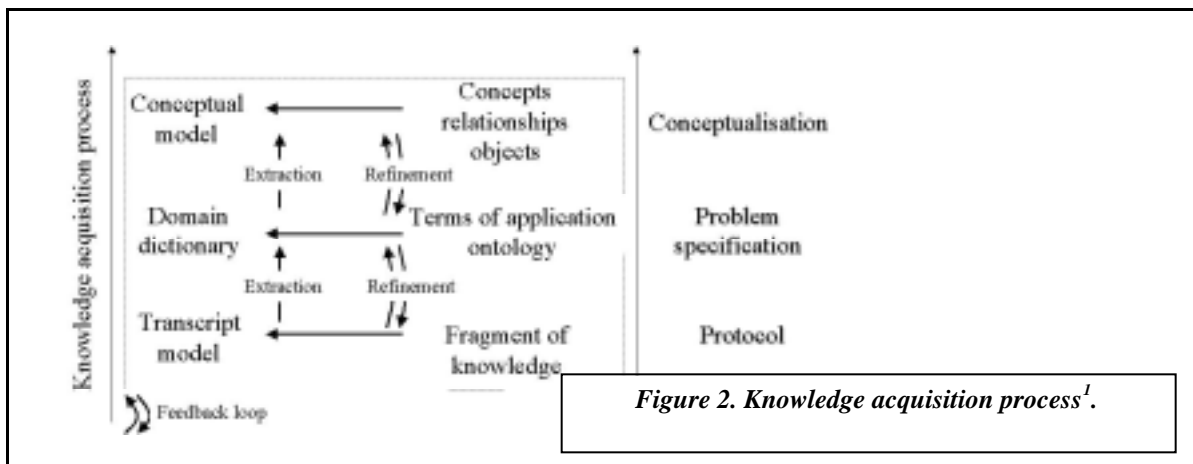 Knowledge acquisition process
Conceptual
model
Concepts
relationships
objects
Conceptualisation
Extraction
Refinement
Domain
dictionary
Terms of application
ontology
Problem
specification
Extraction
Refinement
Transcript
model
Fragment of
knowledge
Protocol
Feedback loop
Figure 2. Knowledge acquisition process¹.